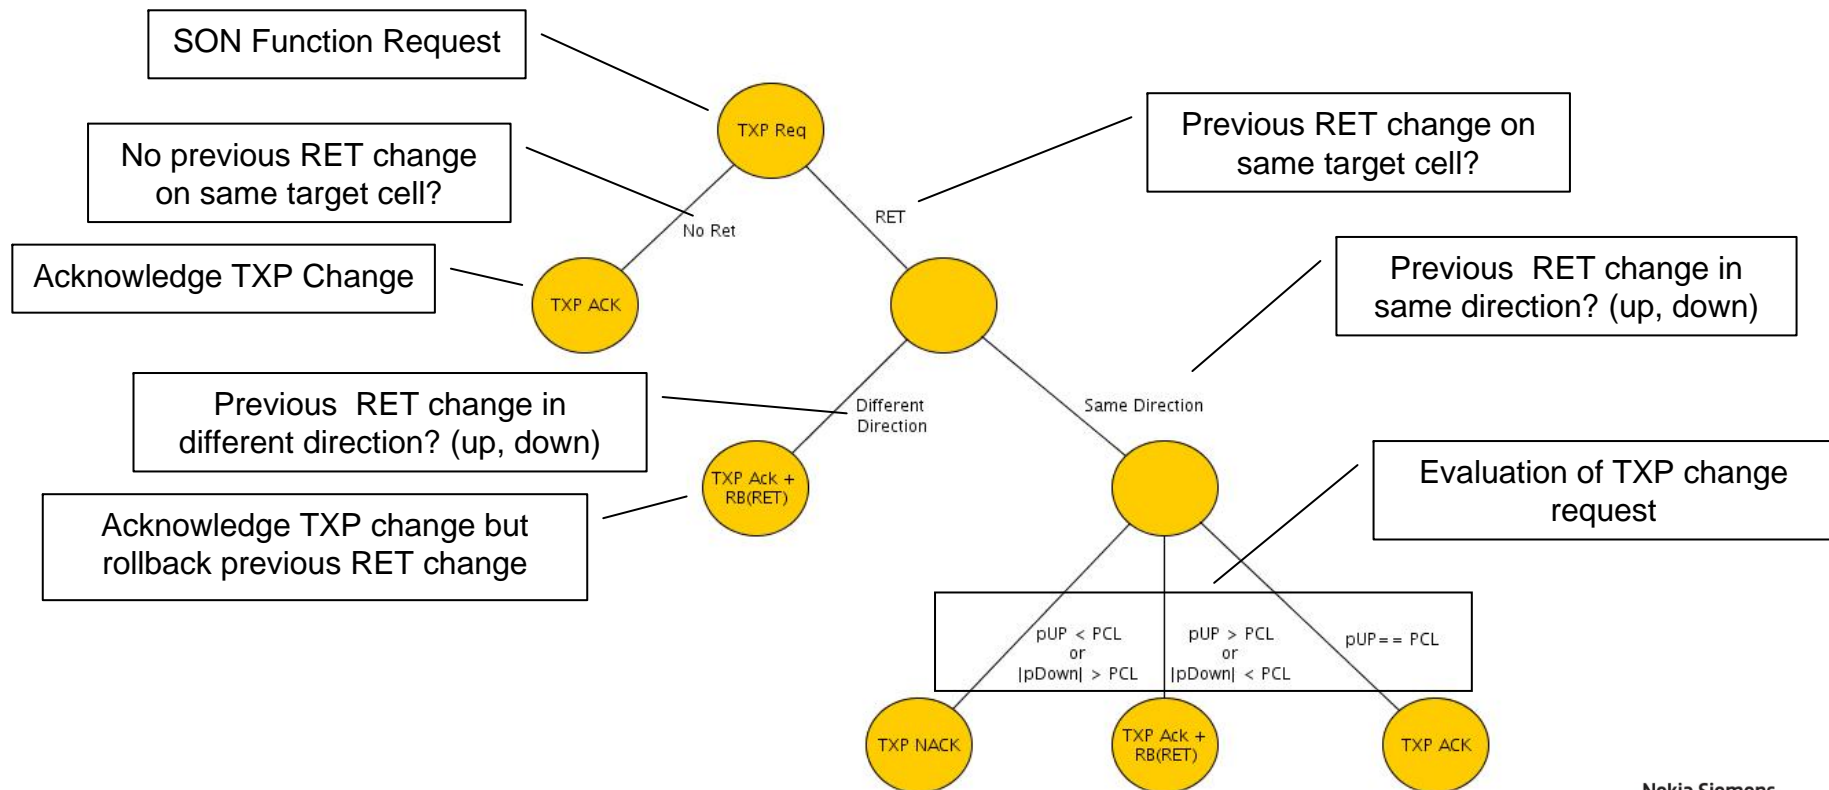 SON Function Request
TXP Req
Previous RET change on
same target cell?
No previous RET change
on same target cell?
RET
No Ret
Acknowledge TXP Change
TXP ACK
Previous RET change in
same direction? (up, down)
Previous RET change in
different direction? (up, down)
Different
Direction
Same Direction
TXP Ack +
RB(RET)
Evaluation of TXP change
request
Acknowledge TXP change but
rollback previous RET change
pUP < PCL
or
|pDown| > PCL
pUP > PCL
or
|pDown| < PCL
pUP== PCL
TXP NACK
TXP Ack +
RB(RET)
TXP ACK
Nokia Siemens